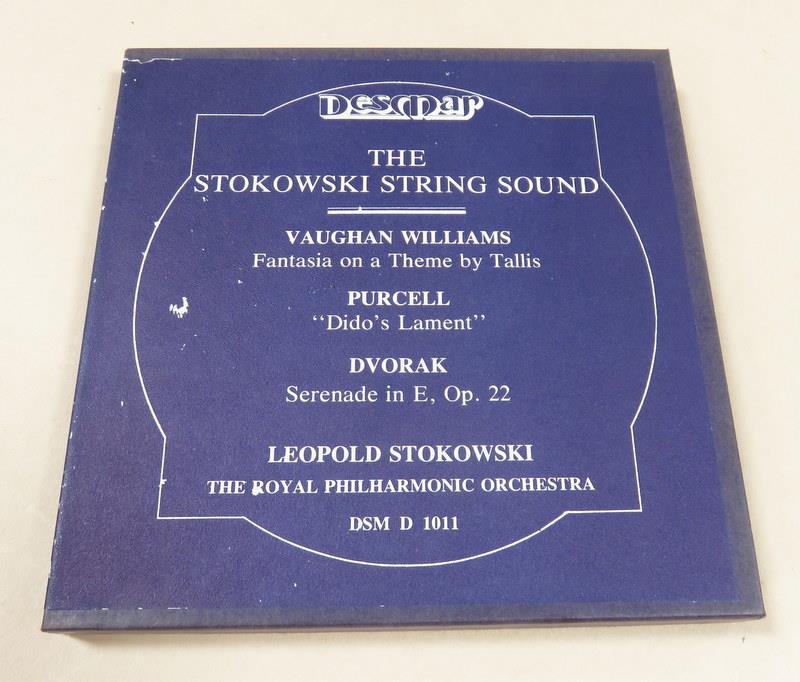 Desmar
THE
STOKOWSKI STRING SOUND
VAUGHAN WILLIAMS
Fantasia on a Theme by Tallis
PURCELL
‘‘Dido’s Lament’’
DVORAK
Serenade in E, Op. 22
LEOPOLD STOKOWSKI
THE ROYAL PHILHARMONIC ORCHESTRA
DSM D 1011